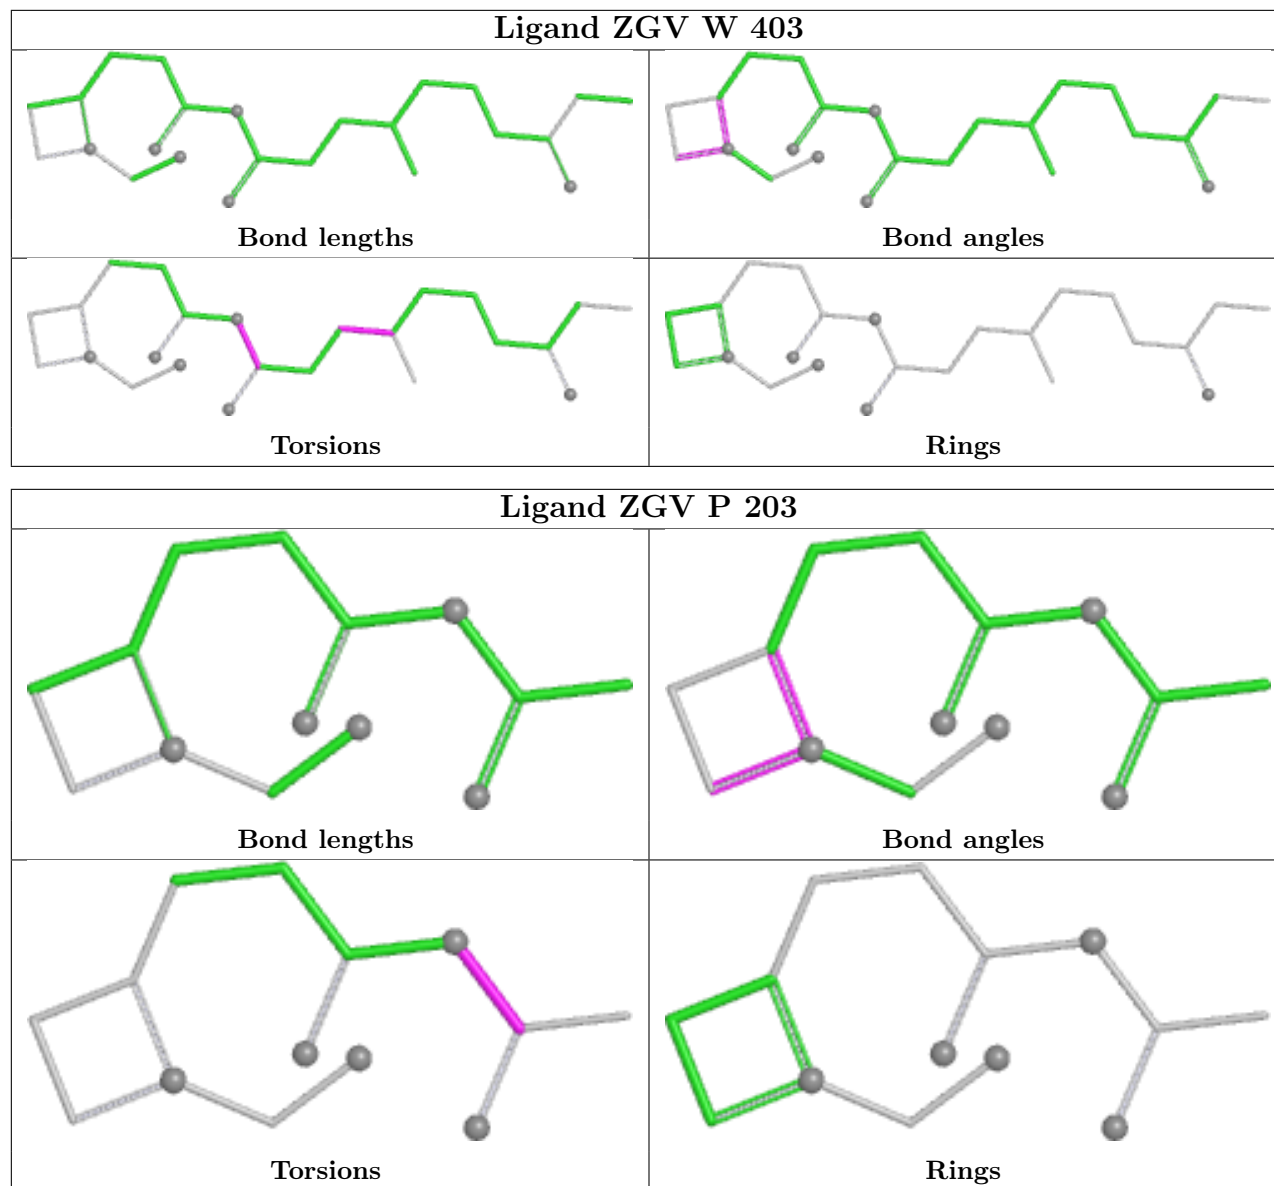 Ligand ZGV W 403
Bond lengths
Bond angles
Torsions
Rings
Ligand ZGV P 203
Bond lengths
Bond angles
Torsions
Rings